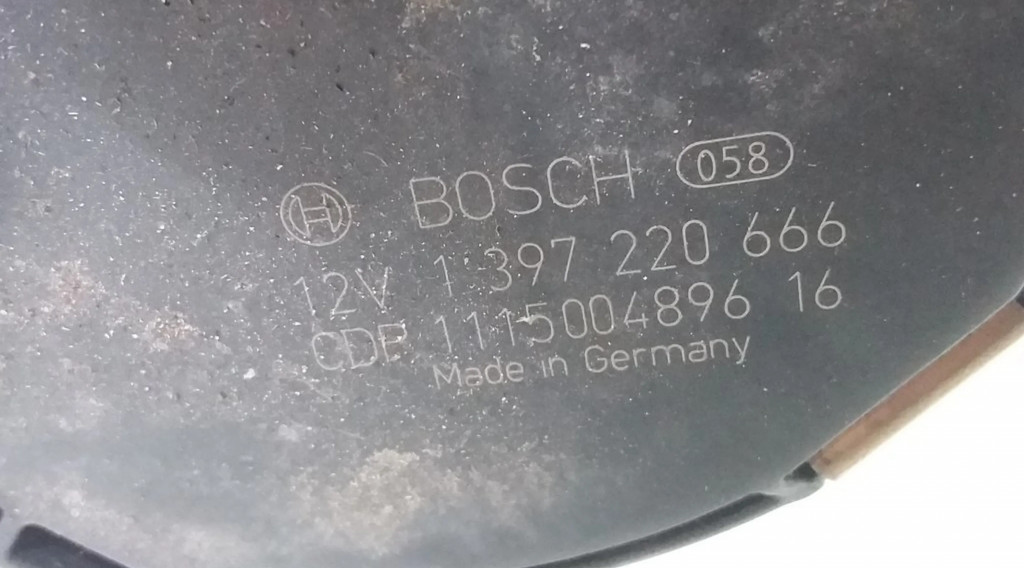 BOSCH 058
12V 1 397 220 666
CDP 1115004896 16
Made in Germany